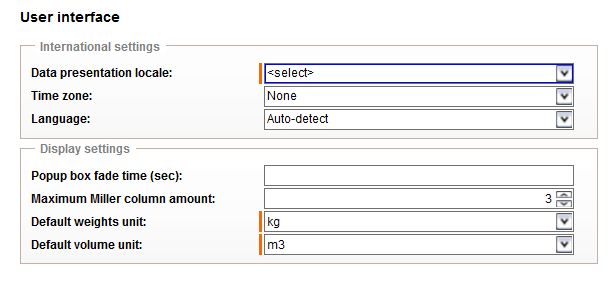 User interface
International settings
Data presentation locale: <select>
Time zone: None
Language: Auto-detect
Display settings
Popup box fade time (sec):
Maximum Miller column amount: 3
Default weights unit: kg
Default volume unit: m3